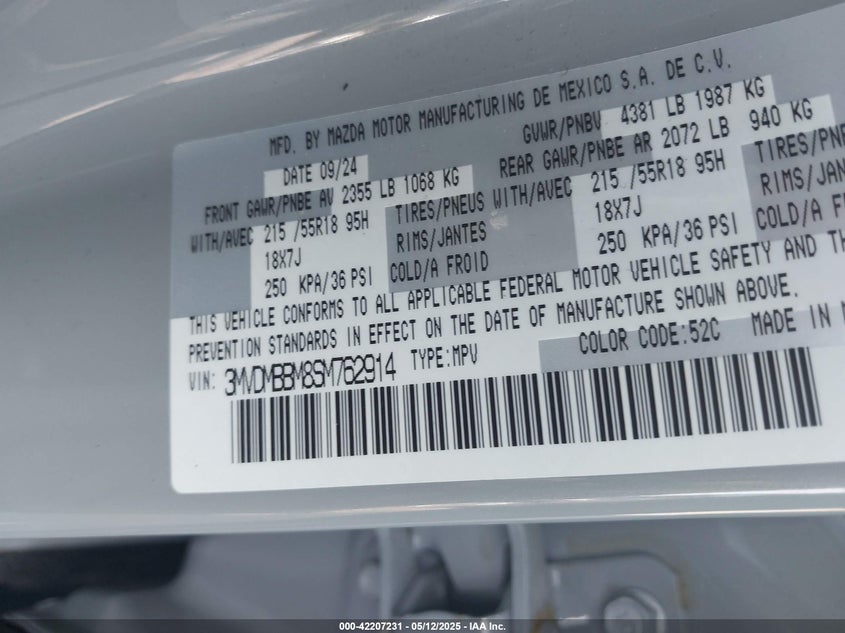 MFD. BY MAZDA MOTOR MANUFACTURING DE MEXICO S.A. DE C.V.
DATE 09/24 GVWR/PNBV 4381 LB 1987 KG
FRONT GAWR/PNBE AV 2355 LB 1068 KG REAR GAWR/PNBE AR 2072 LB 940 KG
WITH/AVEC 215 /55R18 95H TIRES/PNEUS WITH/AVEC 215 /55R18 95H TIRES/PNE
18X7J RIMS/JANTES 18X7J RIMS/JAN
250 KPA/36 PSI COLD/A FROID 250 KPA/36 PSI COLD/A FR
THIS VEHICLE CONFORMS TO ALL APPLICABLE FEDERAL MOTOR VEHICLE SAFETY AND TH
PREVENTION STANDARDS IN EFFECT ON THE DATE OF MANUFACTURE SHOWN ABOVE.
VIN: 3MVDMBBM8SM762914 TYPE:MPV COLOR CODE:52C MADE IN
000-42207231 - 05/12/2025 - IAA Inc.